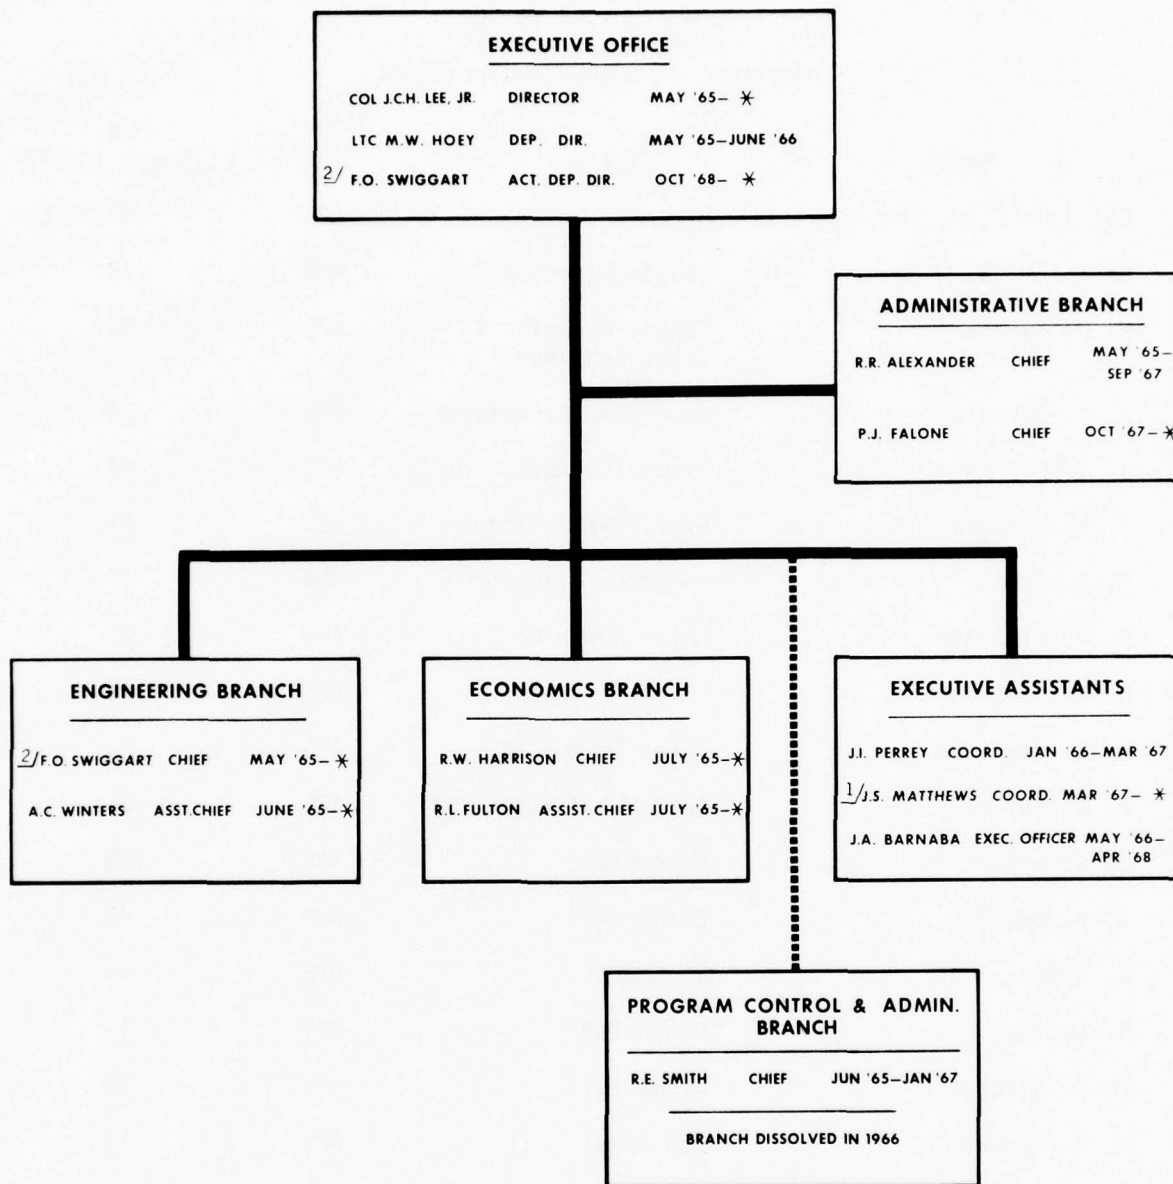 EXECUTIVE OFFICE
COL J.C.H. LEE, JR. DIRECTOR MAY '65– *
LTC M.W. HOEY DEP. DIR. MAY '65–JUNE '66
2/ F.O. SWIGGART ACT. DEP. DIR. OCT '68– *
ADMINISTRATIVE BRANCH
R.R. ALEXANDER CHIEF MAY '65–
SEP '67
P.J. FALONE CHIEF OCT '67– *
ENGINEERING BRANCH
2/ F.O. SWIGGART CHIEF MAY '65– *
A.C. WINTERS ASST.CHIEF JUNE '65– *
ECONOMICS BRANCH
R.W. HARRISON CHIEF JULY '65– *
R.L. FULTON ASSIST. CHIEF JULY '65– *
EXECUTIVE ASSISTANTS
J.I. PERREY COORD. JAN '66–MAR '67
1/ J.S. MATTHEWS COORD. MAR '67– *
J.A. BARNABA EXEC. OFFICER MAY '66–
APR '68
PROGRAM CONTROL & ADMIN.
BRANCH
R.E. SMITH CHIEF JUN '65–JAN '67
BRANCH DISSOLVED IN 1966